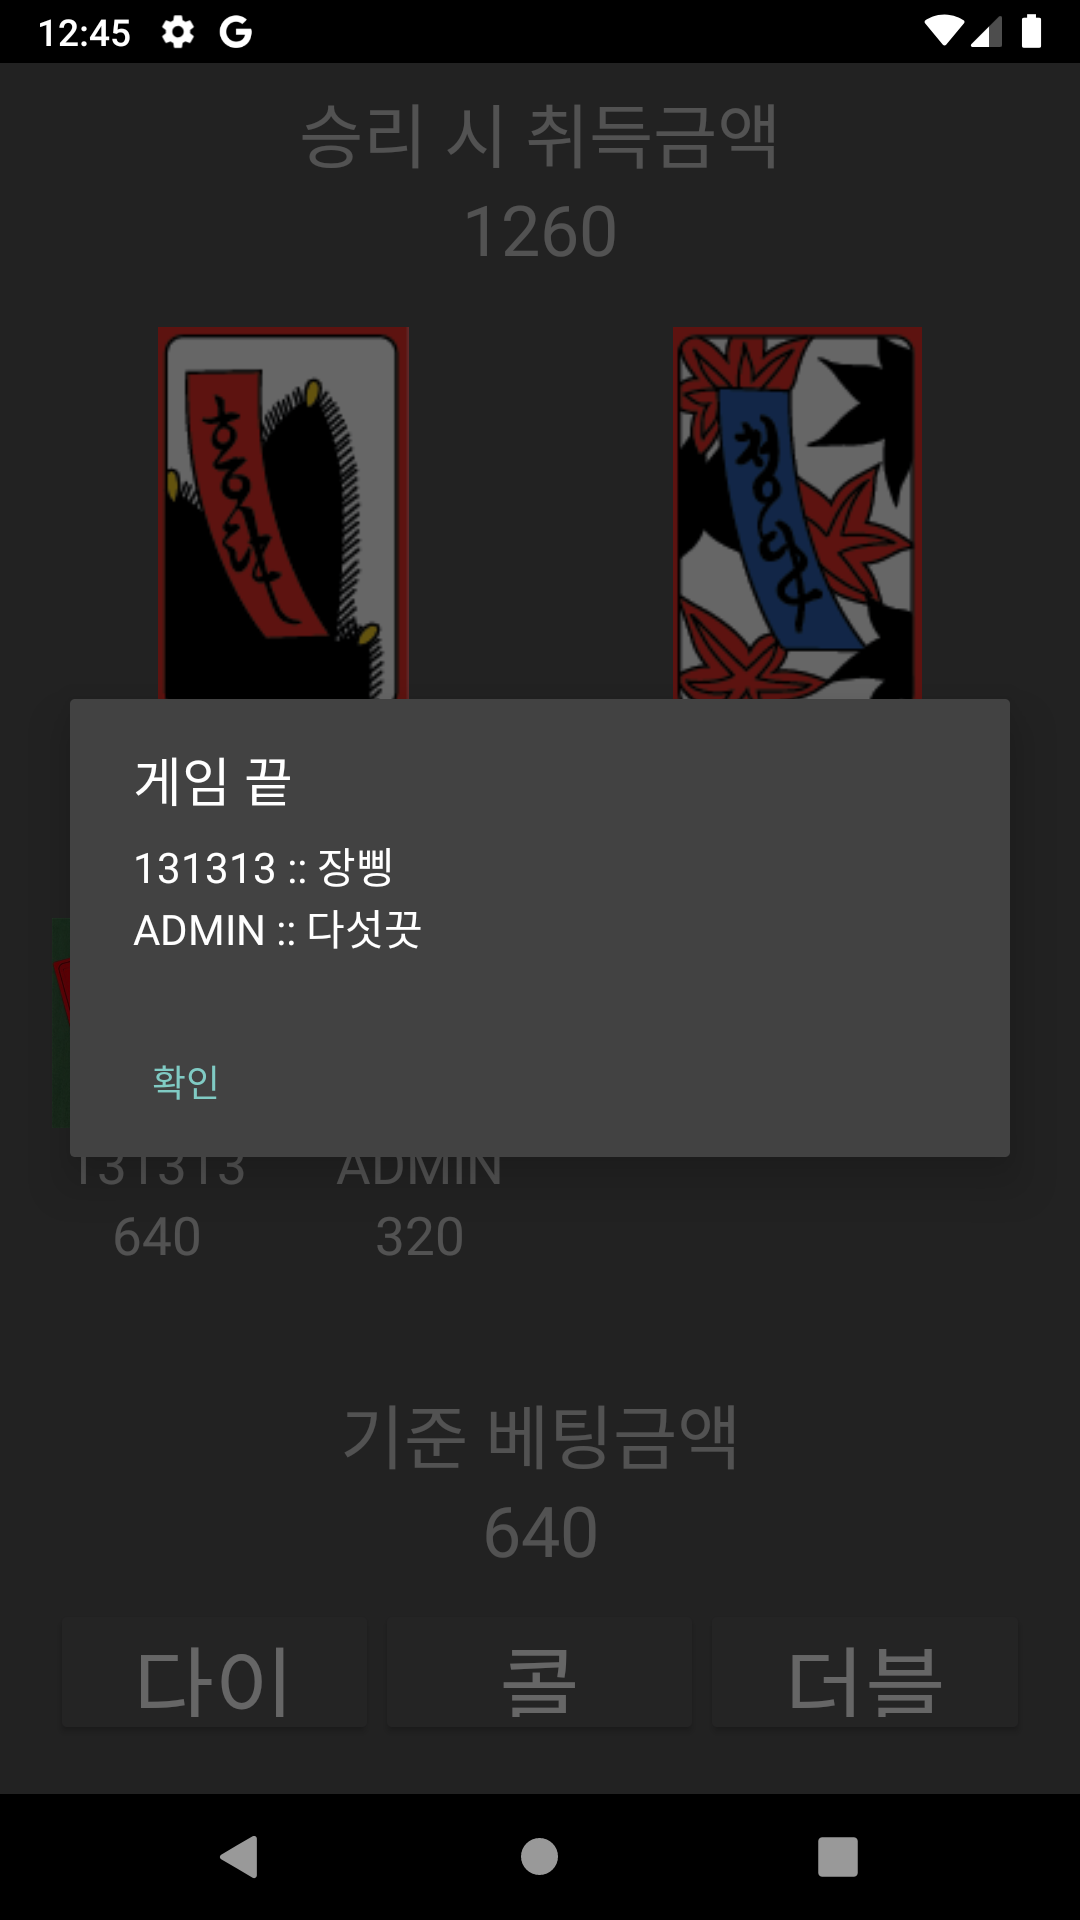 12:45
승리 시 취득금액
1260
홍단
청단
게임 끝
131313 :: 장삥
ADMIN :: 다섯끗
확인
131313 ADMIN
640 320
기준 베팅금액
640
다이 콜 더블